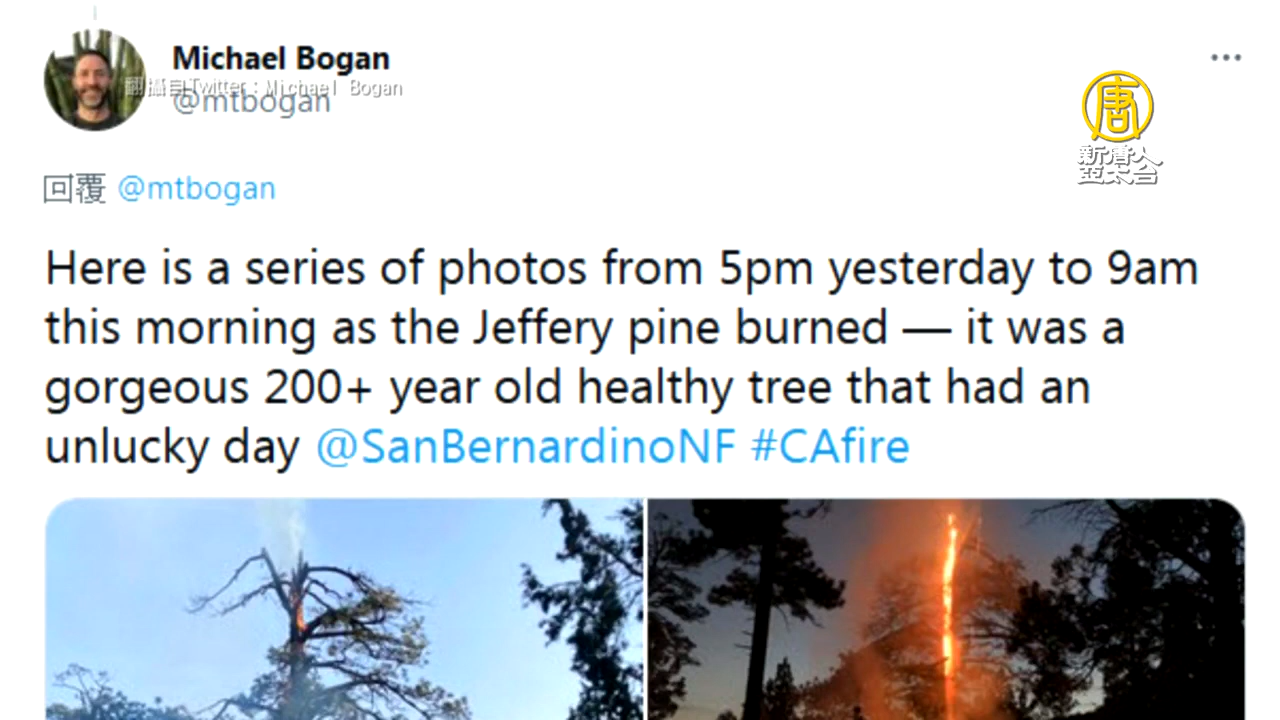 Michael Bogan
翻攝自Twitter：Michael Bogan
@mtbogan
唐
新唐人
亞太台
回覆 @mtbogan
Here is a series of photos from 5pm yesterday to 9am
this morning as the Jeffery pine burned — it was a
gorgeous 200+ year old healthy tree that had an
unlucky day @SanBernardinoNF #CAfire